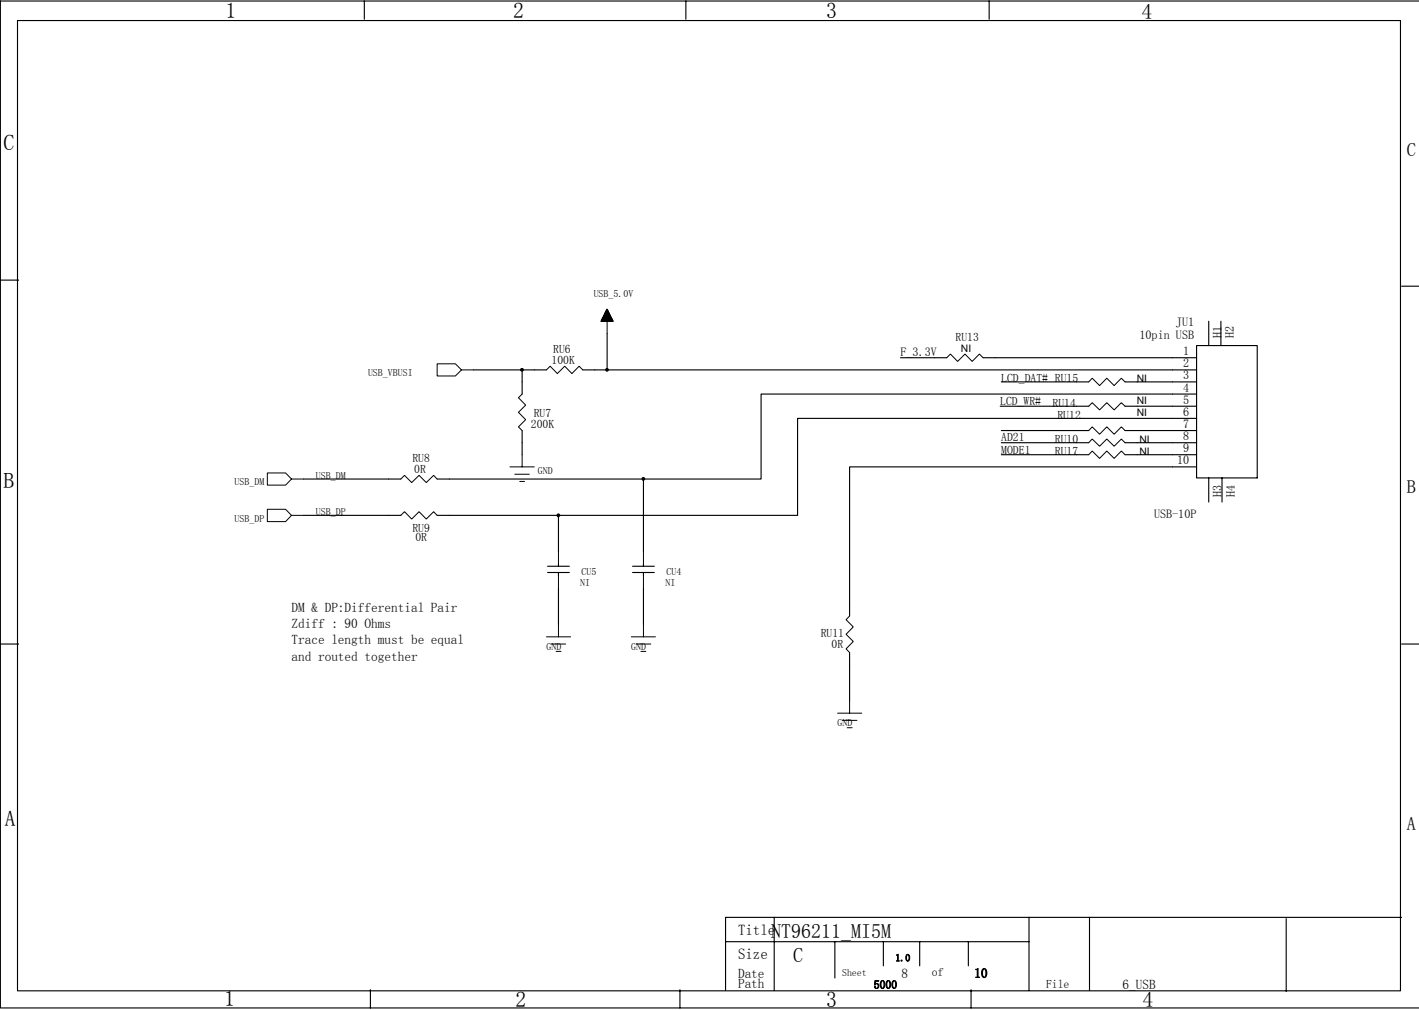 1 2 3 4
C C
USB_5.0V
JU1
10pin USB
H1
H2
RU13
NI
F 3.3V
RU6
100K
USB_VBUSI
1
2
3
4
5
6
7
8
9
10
LCD_DAT# RU15 NI
LCD_WR# RU14 NI
RU12 NI
AD21 RU10 NI
MODE1 RU17 NI
RU7
200K
GND
RU8
0R
USB_DM USB_DM
B B
H3
H4
USB-10P
USB_DP USB_DP
RU9
0R
CU5
NI
CU4
NI
DM & DP:Differential Pair
Zdiff : 90 Ohms
Trace length must be equal
and routed together
GND
GND
RU11
0R
GND
A A
Title NT96211_MI5M
Size C 1.0
Date Sheet 8 of 10
Path 5000
File 6 USB
1 2 3 4